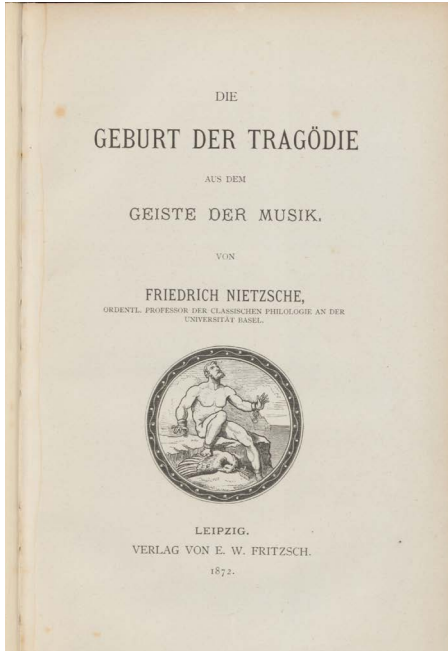 DIE
GEBURT DER TRAGÖDIE
AUS DEM
GEISTE DER MUSIK.
VON
FRIEDRICH NIETZSCHE,
ORDENTL. PROFESSOR DER CLASSISCHEN PHILOLOGIE AN DER
UNIVERSITÄT BASEL.
LEIPZIG.
VERLAG VON E. W. FRITZSCH.
1872.